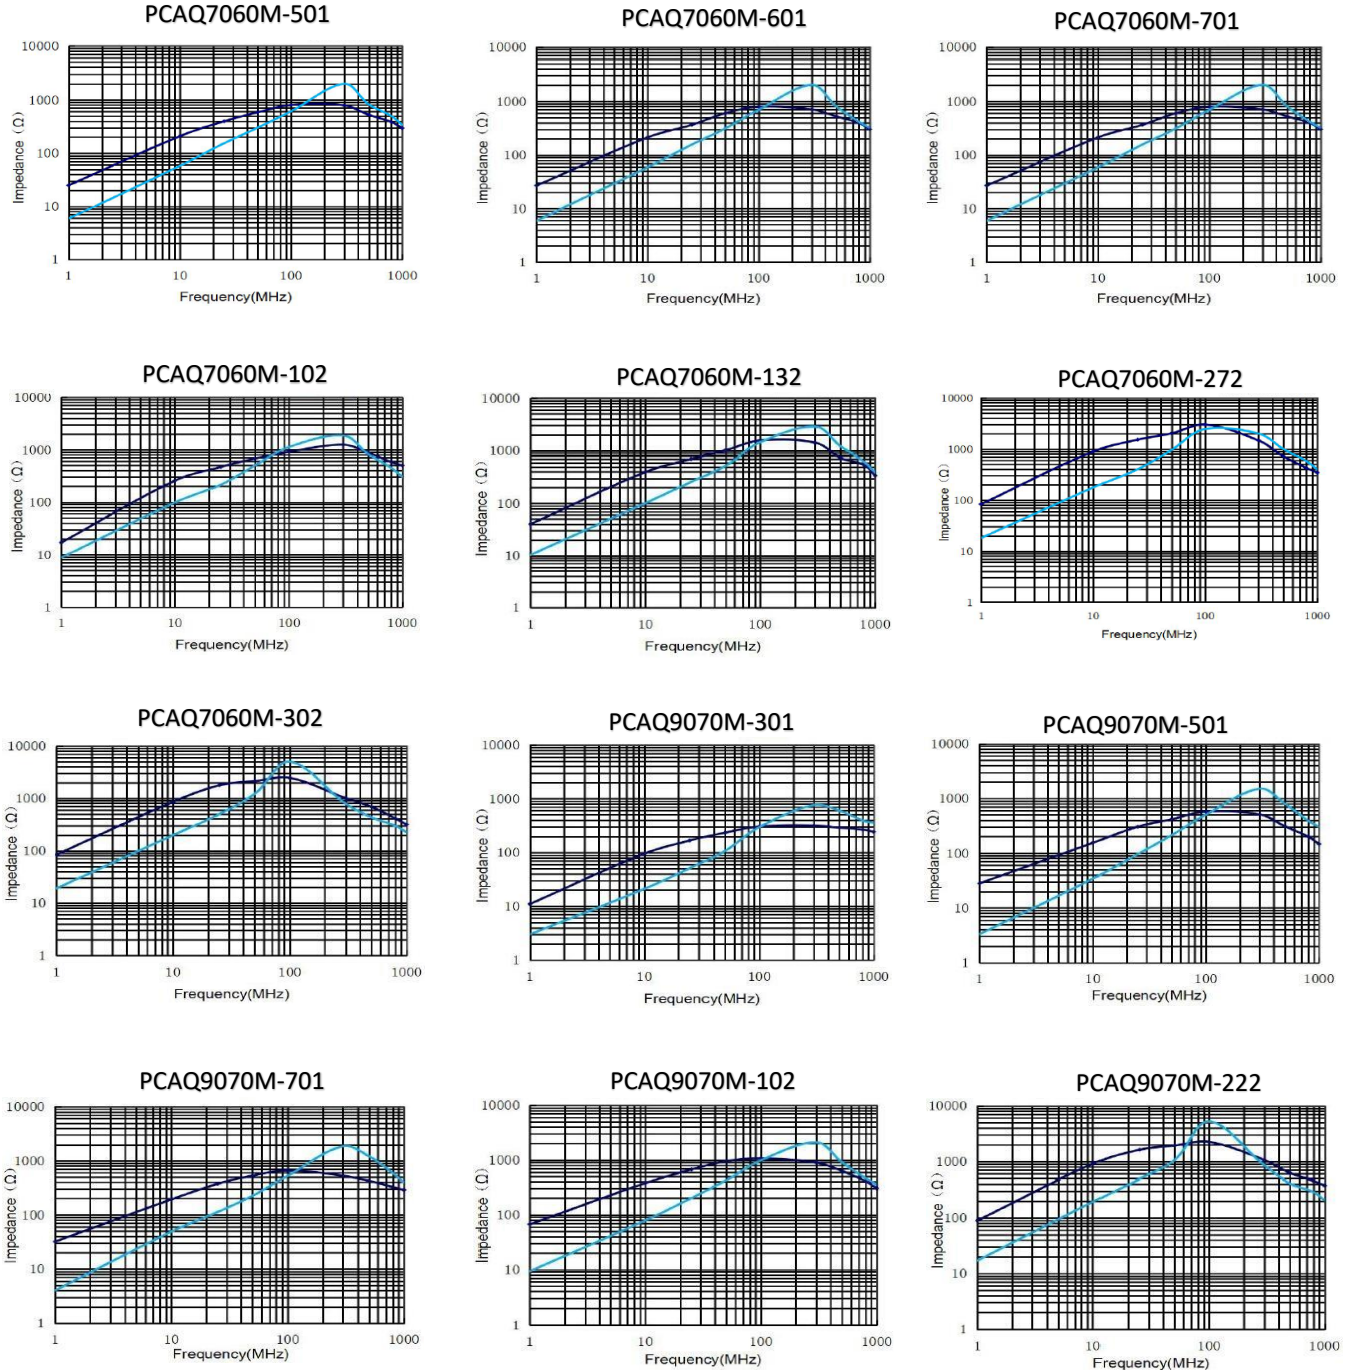 PCAQ7060M-501
PCAQ7060M-601
PCAQ7060M-701
10000
1000
100
10
1
Impedance（Ω）
1 10 100 1000
Frequency(MHz)
10000
1000
100
10
1
Impedance（Ω）
1 10 100 1000
Frequency(MHz)
10000
1000
100
10
1
Impedance（Ω）
1 10 100 1000
Frequency(MHz)
PCAQ7060M-102
PCAQ7060M-132
PCAQ7060M-272
10000
1000
100
10
1
Impedance（Ω）
1 10 100 1000
Frequency(MHz)
10000
1000
100
10
1
Impedance（Ω）
1 10 100 1000
Frequency(MHz)
10000
1000
100
10
1
Impedance（Ω）
1 10 100 1000
Frequency(MHz)
PCAQ7060M-302
PCAQ9070M-301
PCAQ9070M-501
10000
1000
100
10
1
Impedance（Ω）
1 10 100 1000
Frequency(MHz)
10000
1000
100
10
1
Impedance（Ω）
1 10 100 1000
Frequency(MHz)
10000
1000
100
10
1
Impedance（Ω）
1 10 100 1000
Frequency(MHz)
PCAQ9070M-701
PCAQ9070M-102
PCAQ9070M-222
10000
1000
100
10
1
Impedance（Ω）
1 10 100 1000
Frequency(MHz)
10000
1000
100
10
1
Impedance（Ω）
1 10 100 1000
Frequency(MHz)
10000
1000
100
10
1
Impedance（Ω）
1 10 100 1000
Frequency(MHz)